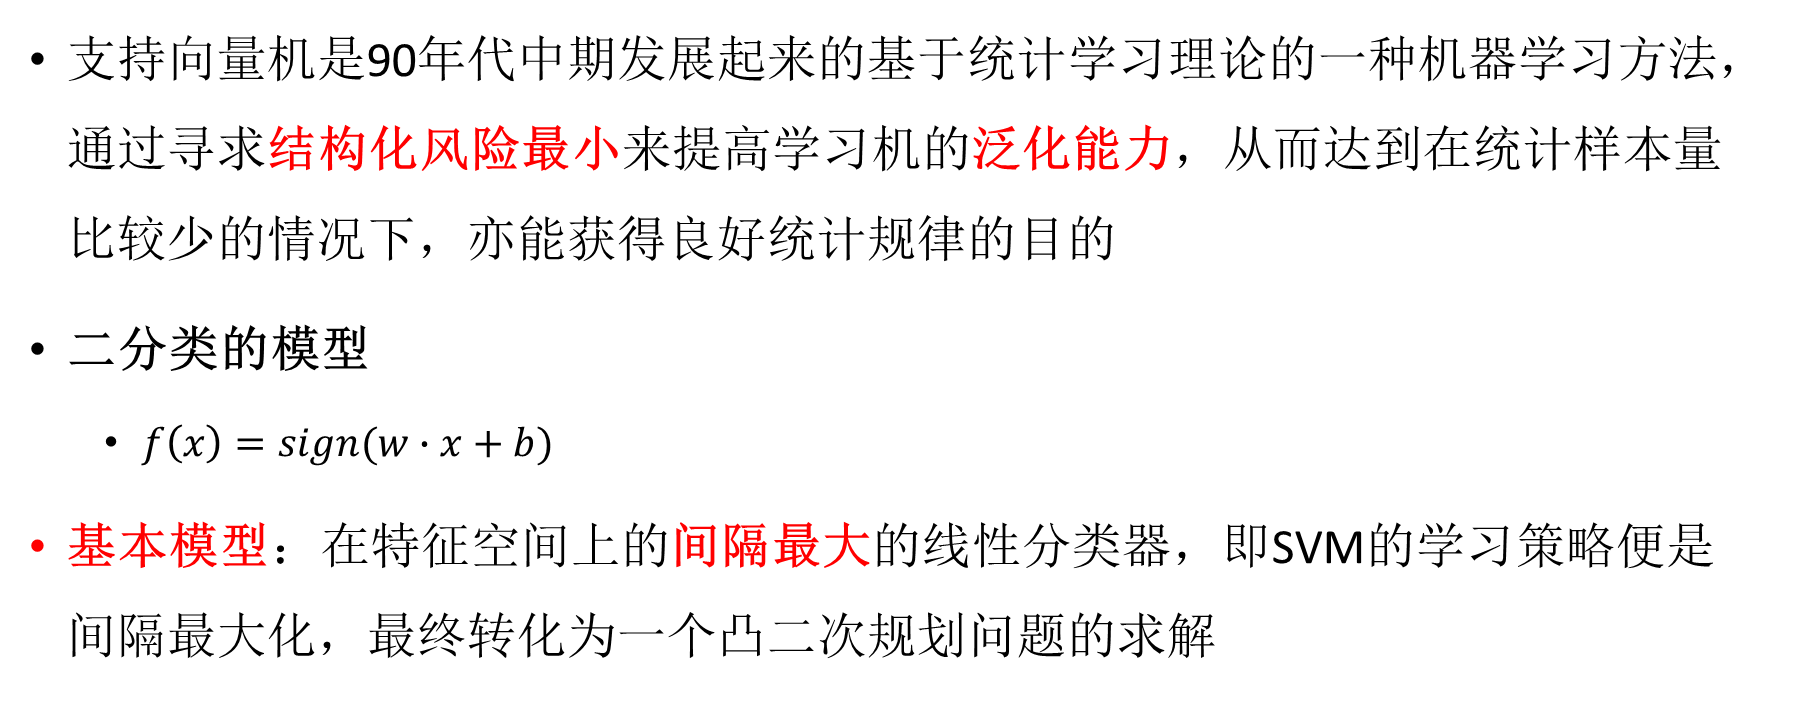 • 支持向量机是90年代中期发展起来的基于统计学习理论的一种机器学习方法，
通过寻求结构化风险最小来提高学习机的泛化能力，从而达到在统计样本量
比较少的情况下，亦能获得良好统计规律的目的
• 二分类的模型
• f(x) = sign(w · x + b)
• 基本模型：在特征空间上的间隔最大的线性分类器，即SVM的学习策略便是
间隔最大化，最终转化为一个凸二次规划问题的求解